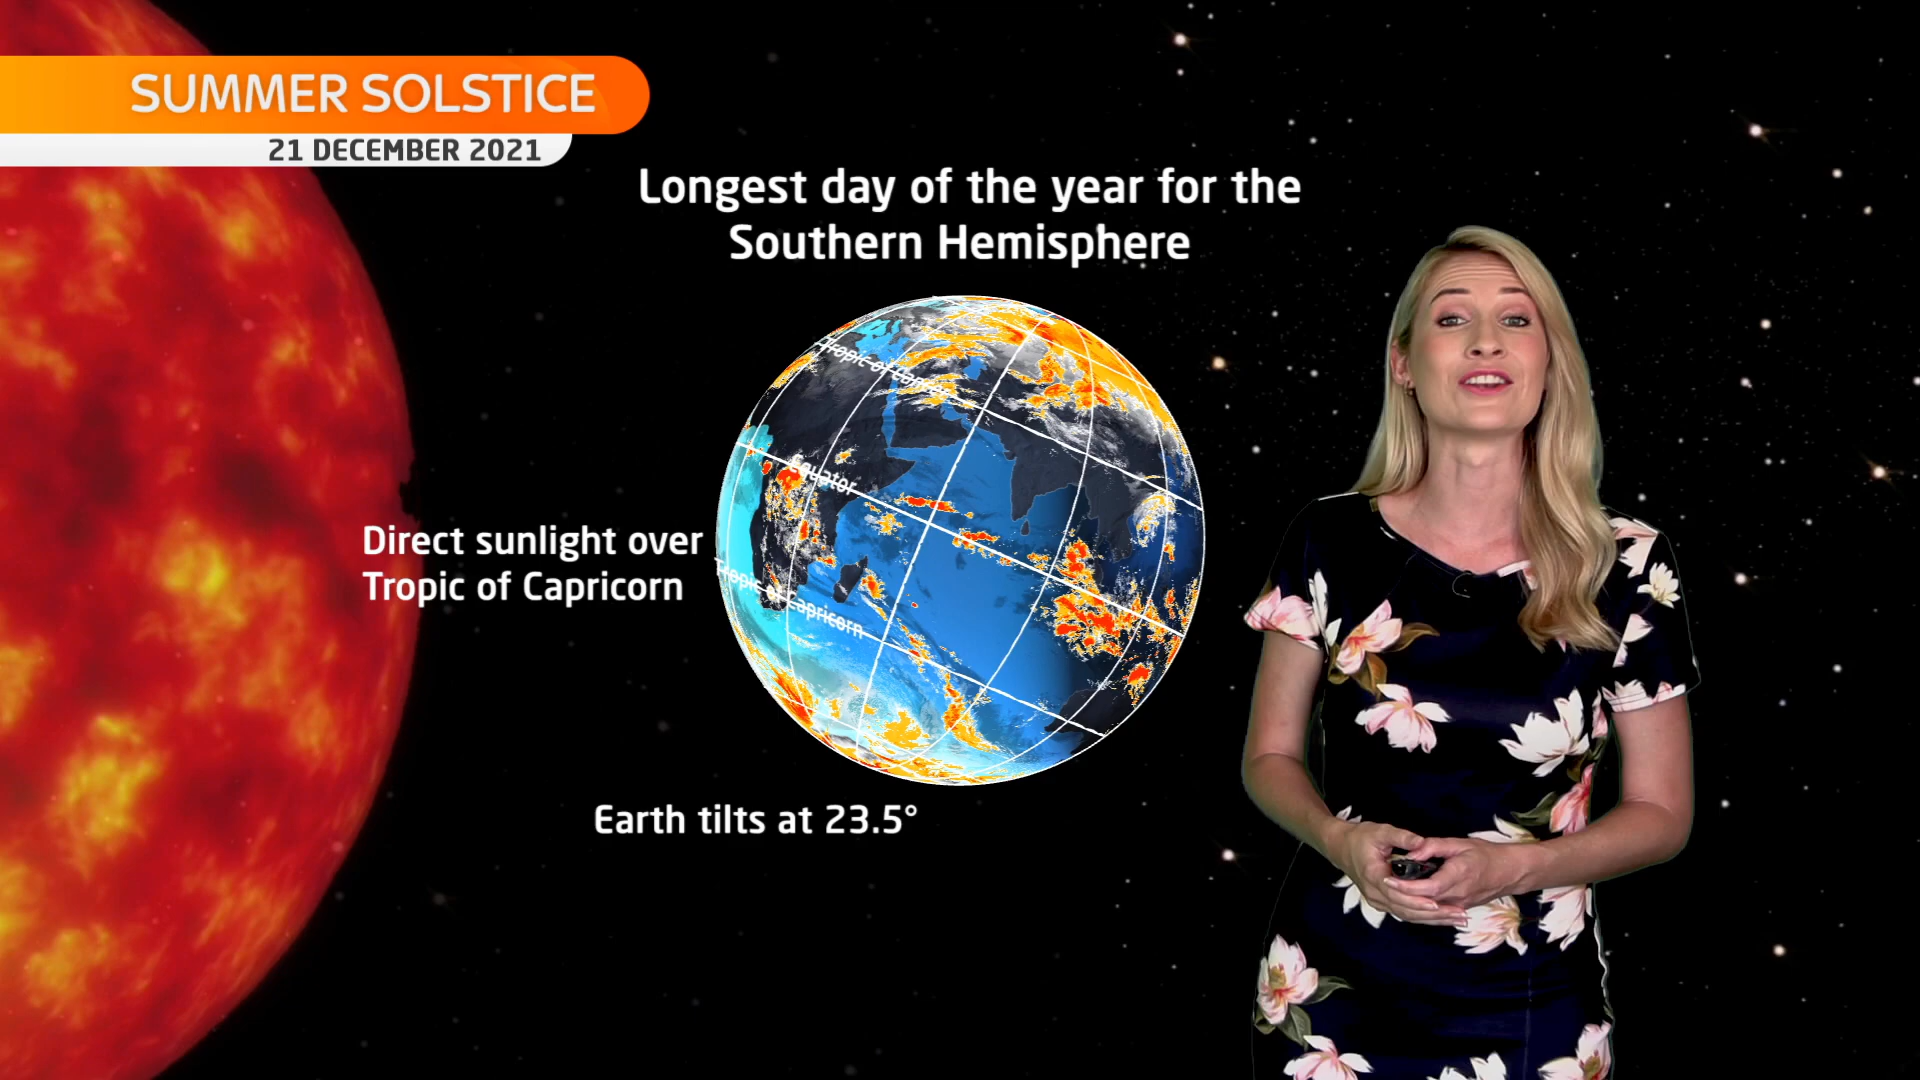 SUMMER SOLSTICE
21 DECEMBER 2021
Longest day of the year for the
Southern Hemisphere
Tropic of Cancer
Equator
Direct sunlight over
Tropic of Capricorn
Tropic of Capricorn
Earth tilts at 23.5°